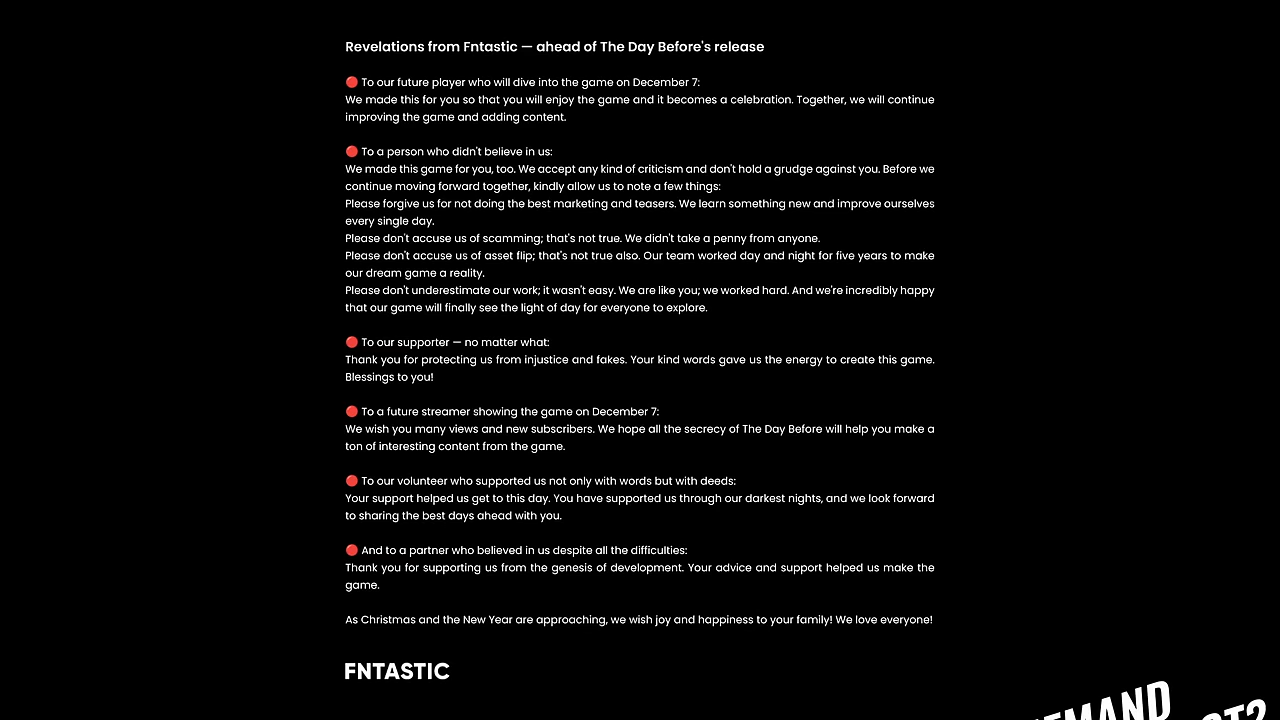 Revelations from Fntastic — ahead of The Day Before's release
🔴 To our future player who will dive into the game on December 7:
We made this for you so that you will enjoy the game and it becomes a celebration. Together, we will continue
improving the game and adding content.
🔴 To a person who didn't believe in us:
We made this game for you, too. We accept any kind of criticism and don't hold a grudge against you. Before we
continue moving forward together, kindly allow us to note a few things:
Please forgive us for not doing the best marketing and teasers. We learn something new and improve ourselves
every single day.
Please don't accuse us of scamming; that's not true. We didn't take a penny from anyone.
Please don't accuse us of asset flip; that's not true also. Our team worked day and night for five years to make
our dream game a reality.
Please don't underestimate our work; it wasn't easy. We are like you; we worked hard. And we're incredibly happy
that our game will finally see the light of day for everyone to explore.
🔴 To our supporter — no matter what:
Thank you for protecting us from injustice and fakes. Your kind words gave us the energy to create this game.
Blessings to you!
🔴 To a future streamer showing the game on December 7:
We wish you many views and new subscribers. We hope all the secrecy of The Day Before will help you make a
ton of interesting content from the game.
🔴 To our volunteer who supported us not only with words but with deeds:
Your support helped us get to this day. You have supported us through our darkest nights, and we look forward
to sharing the best days ahead with you.
🔴 And to a partner who believed in us despite all the difficulties:
Thank you for supporting us from the genesis of development. Your advice and support helped us make the
game.
As Christmas and the New Year are approaching, we wish joy and happiness to your family! We love everyone!
FNTASTIC